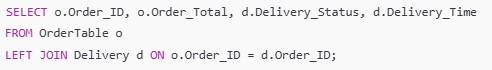 SELECT o.Order_ID, o.Order_Total, d.Delivery_Status, d.Delivery_Time
FROM OrderTable o
LEFT JOIN Delivery d ON o.Order_ID = d.Order_ID;